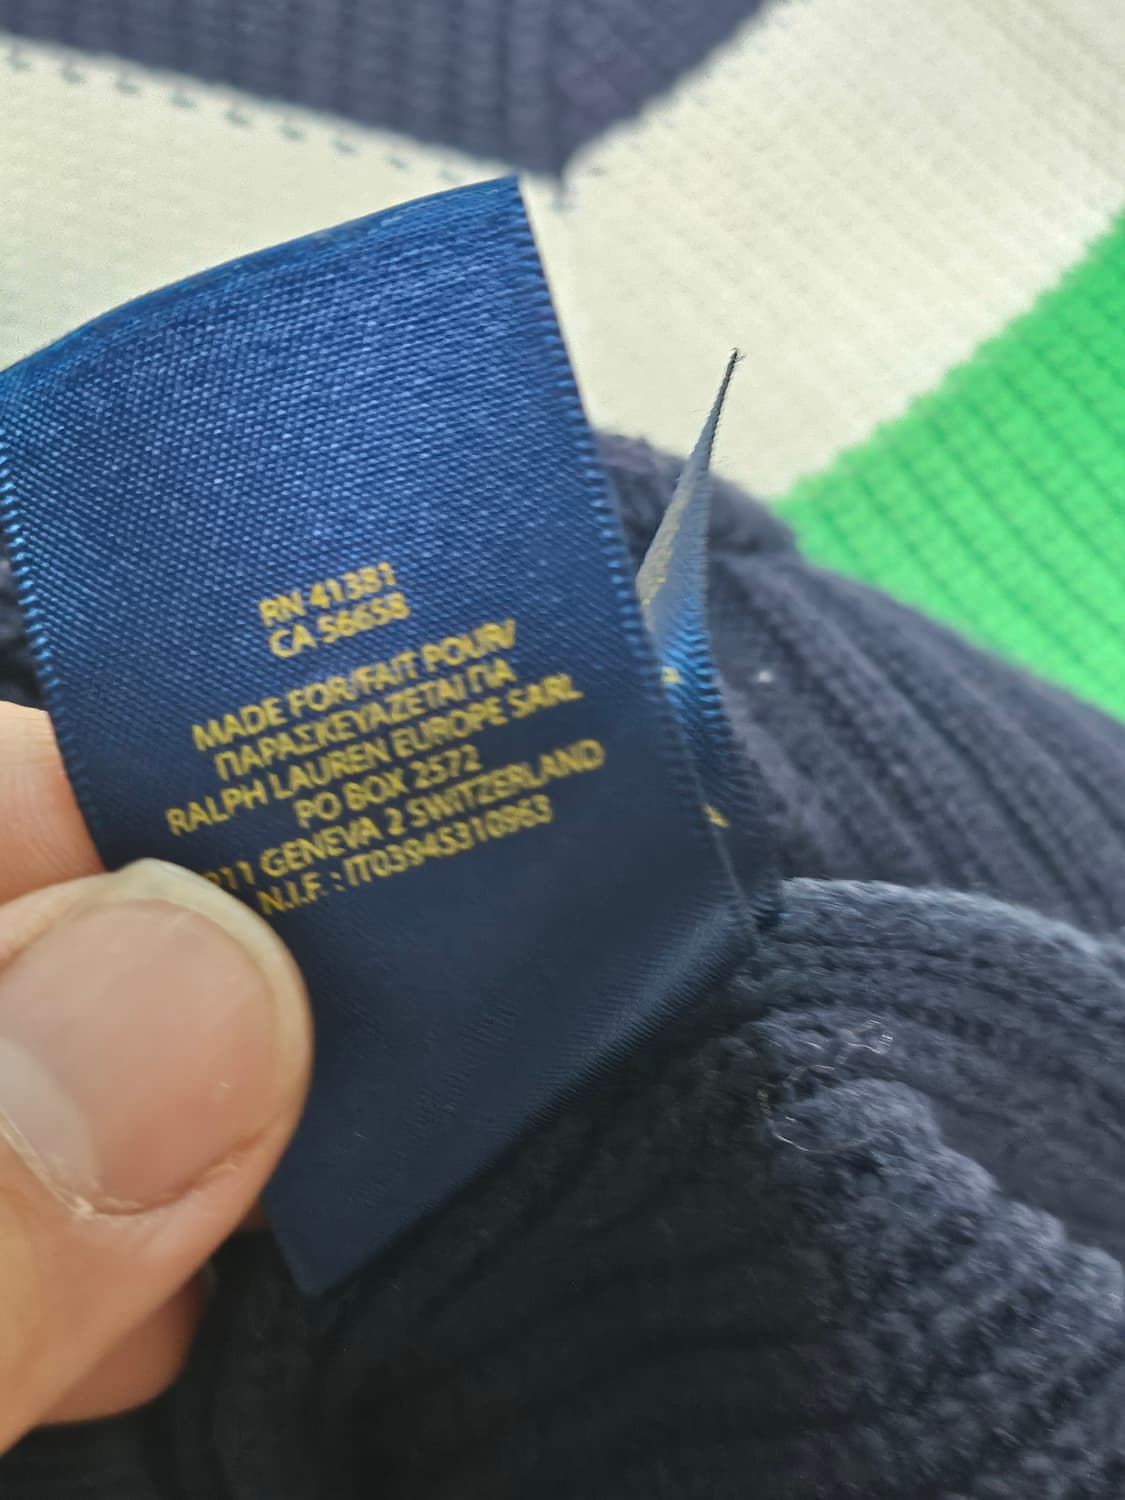 RN 41381
CA 56658
MADE FOR/FAIT POUR/
ΠΑΡΑΣΚΕΥΑΖΕΤΑΙ ΓΙΑ
RALPH LAUREN EUROPE SARL
PO BOX 2572
GENEVA 2 SWITZERLAND
N.I.F. : IT03945310963